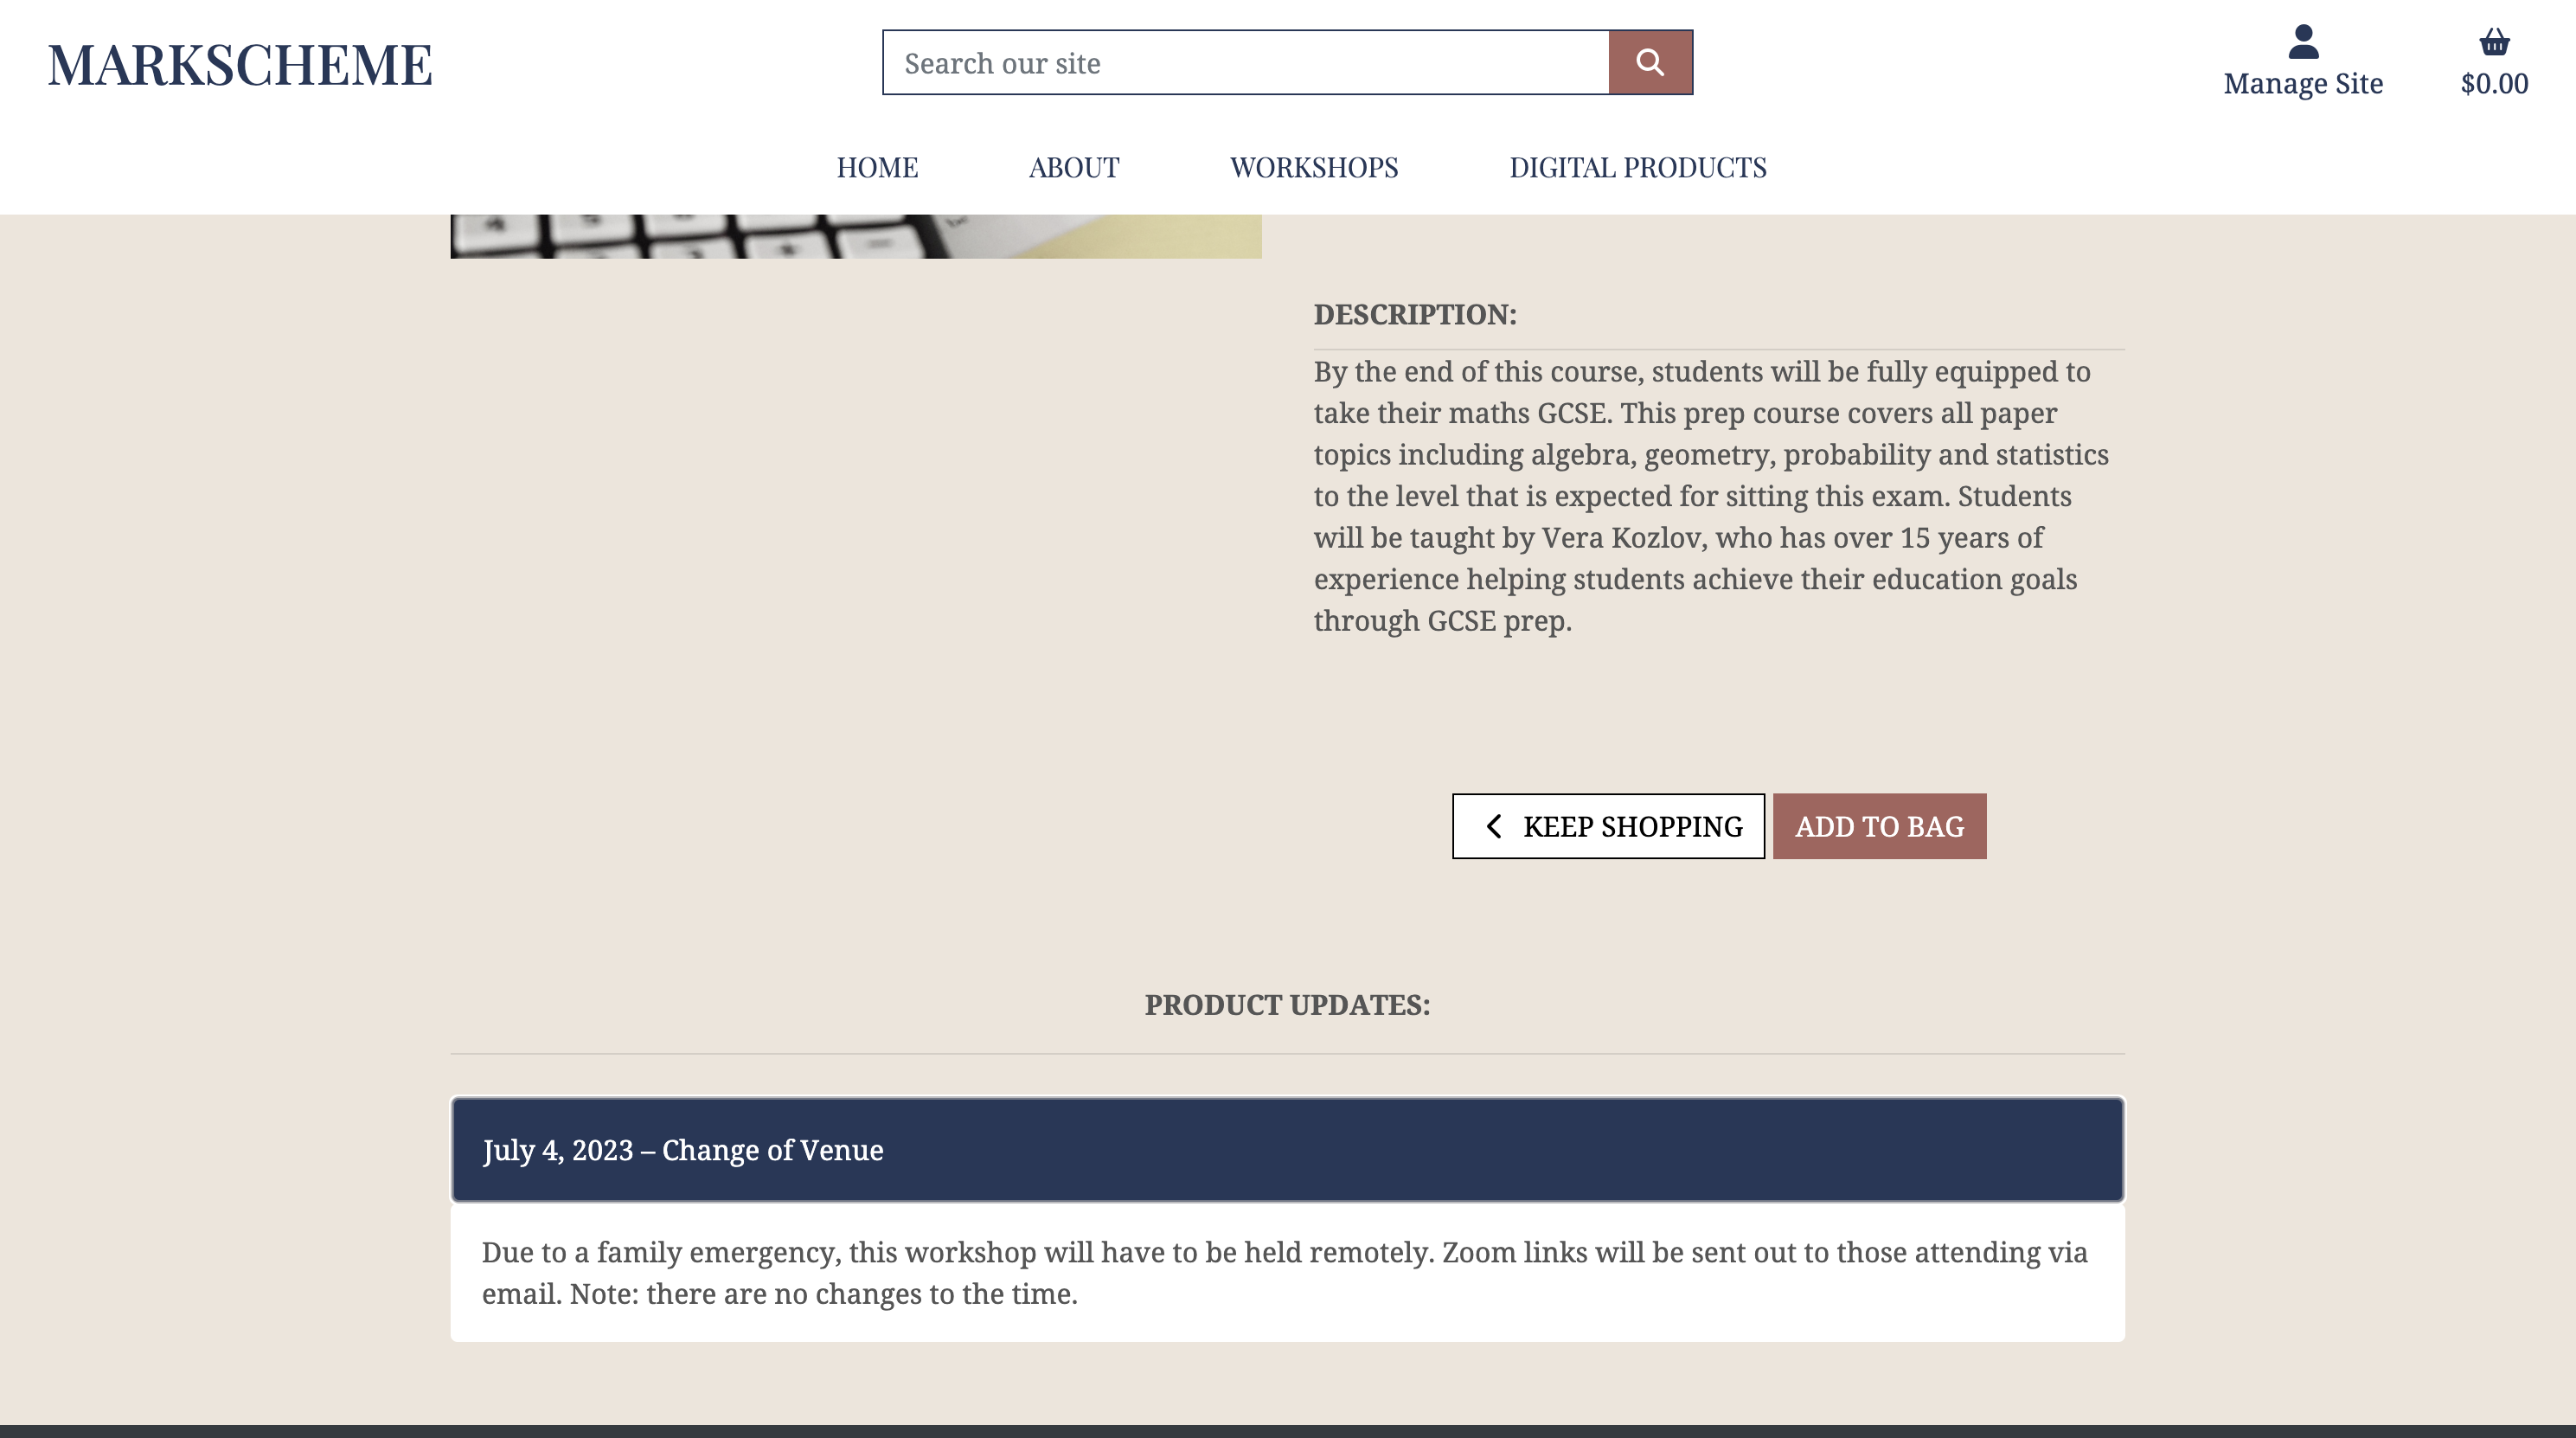 MARKSCHEME
Search our site
Manage Site
$0.00
HOME
ABOUT
WORKSHOPS
DIGITAL PRODUCTS
DESCRIPTION:
By the end of this course, students will be fully equipped to
take their maths GCSE. This prep course covers all paper
topics including algebra, geometry, probability and statistics
to the level that is expected for sitting this exam. Students
will be taught by Vera Kozlov, who has over 15 years of
experience helping students achieve their education goals
through GCSE prep.
KEEP SHOPPING
ADD TO BAG
PRODUCT UPDATES:
July 4, 2023 – Change of Venue
Due to a family emergency, this workshop will have to be held remotely. Zoom links will be sent out to those attending via
email. Note: there are no changes to the time.